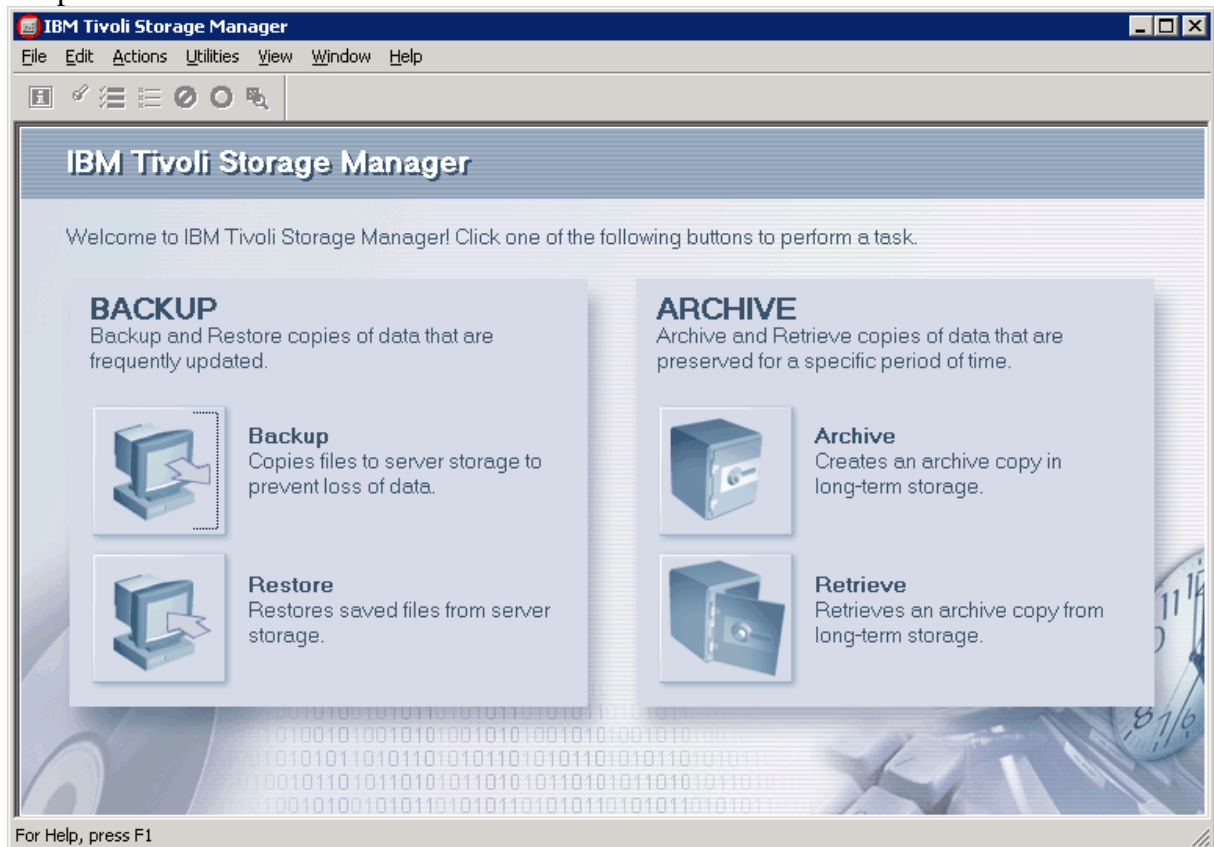 IBM Tivoli Storage Manager
File Edit Actions Utilities View Window Help
IBM Tivoli Storage Manager
Welcome to IBM Tivoli Storage Manager! Click one of the following buttons to perform a task.
BACKUP
Backup and Restore copies of data that are
frequently updated.
Backup
Copies files to server storage to
prevent loss of data.
Restore
Restores saved files from server
storage.
ARCHIVE
Archive and Retrieve copies of data that are
preserved for a specific period of time.
Archive
Creates an archive copy in
long-term storage.
Retrieve
Retrieves an archive copy from
long-term storage.
For Help, press F1